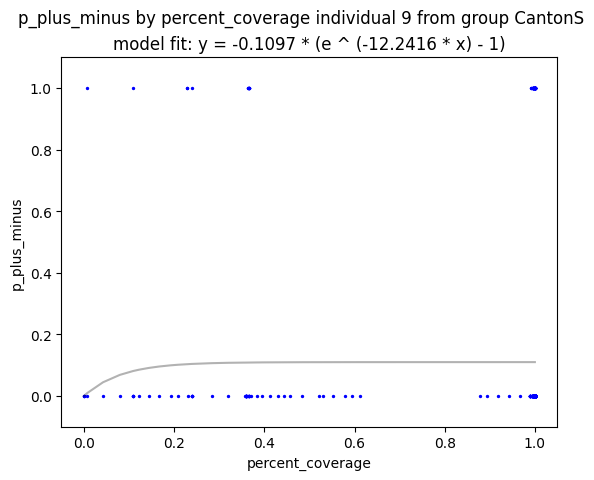 p_plus_minus by percent_coverage individual 9 from group CantonS
model fit: y = -0.1097 * (e ^ (-12.2416 * x) - 1)
1.0
0.8
0.6
0.4
0.2
0.0
p_plus_minus
0.0 0.2 0.4 0.6 0.8 1.0
percent_coverage